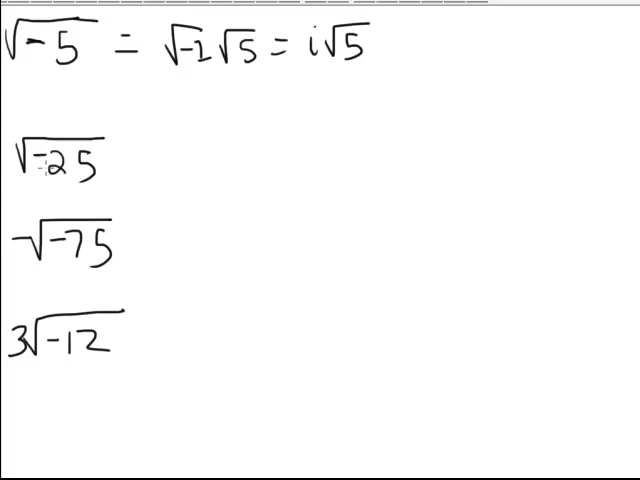 √-5 = √-1 √5 = i√5
√-25
-√-75
3√-12